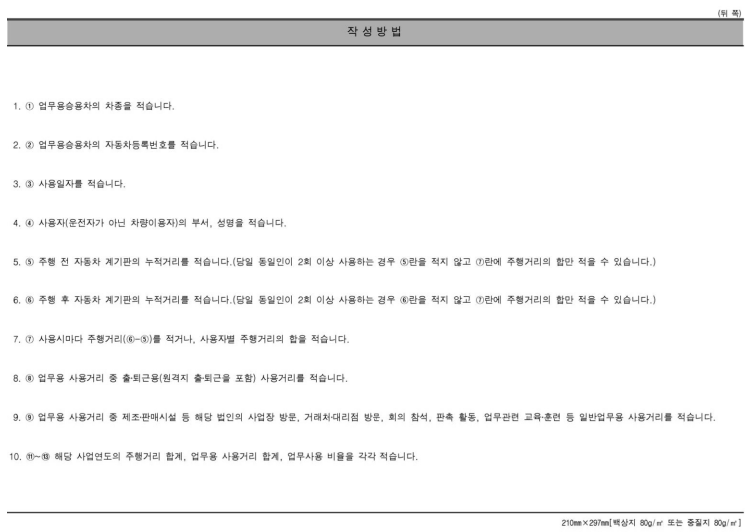 (뒤 쪽)
작 성 방 법
1. ① 업무용승용차의 차종을 적습니다.
2. ② 업무용승용차의 자동차등록번호를 적습니다.
3. ③ 사용일자를 적습니다.
4. ④ 사용자(운전자가 아닌 차량이용자)의 부서, 성명을 적습니다.
5. ⑤ 주행 전 자동차 계기판의 누적거리를 적습니다.(당일 동일인이 2회 이상 사용하는 경우 ⑤란을 적지 않고 ⑦란에 주행거리의 합만 적을 수 있습니다.)
6. ⑥ 주행 후 자동차 계기판의 누적거리를 적습니다.(당일 동일인이 2회 이상 사용하는 경우 ⑥란을 적지 않고 ⑦란에 주행거리의 합만 적을 수 있습니다.)
7. ⑦ 사용시마다 주행거리(⑥-⑤)를 적거나, 사용자별 주행거리의 합을 적습니다.
8. ⑧ 업무용 사용거리 중 출·퇴근용(원격지 출·퇴근을 포함) 사용거리를 적습니다.
9. ⑨ 업무용 사용거리 중 제조·판매시설 등 해당 법인의 사업장 방문, 거래처·대리점 방문, 회의 참석, 판촉 활동, 업무관련 교육·훈련 등 일반업무용 사용거리를 적습니다.
10. ⑪~⑬ 해당 사업연도의 주행거리 합계, 업무용 사용거리 합계, 업무사용 비율을 각각 적습니다.
210㎜×297㎜[백상지 80g/㎡ 또는 중질지 80g/㎡]